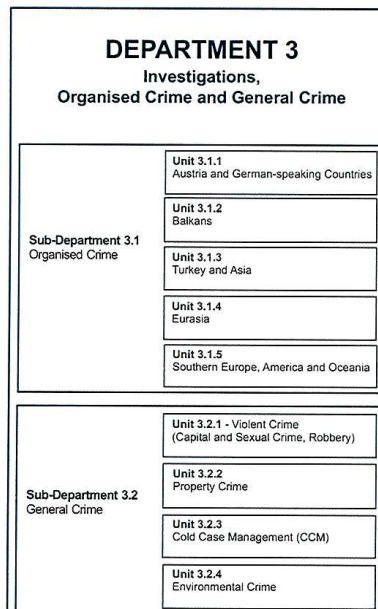 DEPARTMENT 3
Investigations,
Organised Crime and General Crime
Sub-Department 3.1
Organised Crime
Unit 3.1.1
Austria and German-speaking Countries
Unit 3.1.2
Balkans
Unit 3.1.3
Turkey and Asia
Unit 3.1.4
Eurasia
Unit 3.1.5
Southern Europe, America and Oceania
Sub-Department 3.2
General Crime
Unit 3.2.1 - Violent Crime
(Capital and Sexual Crime, Robbery)
Unit 3.2.2
Property Crime
Unit 3.2.3
Cold Case Management (CCM)
Unit 3.2.4
Environmental Crime